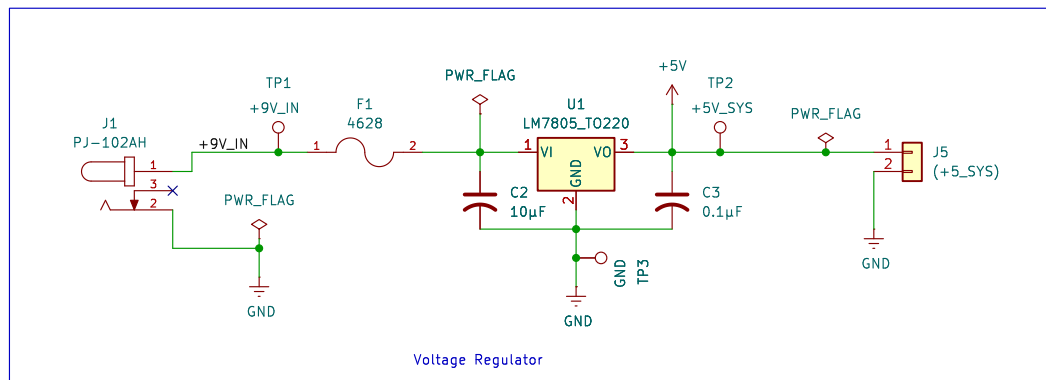 J1
PJ-102AH
1
3
2
+9V_IN
PWR_FLAG
GND
TP1
+9V_IN
F1
4628
1
2
PWR_FLAG
C2
10µF
U1
LM7805_TO220
1
VI
VO
3
GND
2
GND
TP3
GND
+5V
C3
0.1µF
TP2
+5V_SYS
PWR_FLAG
1
2
J5
(+5_SYS)
GND
Voltage Regulator